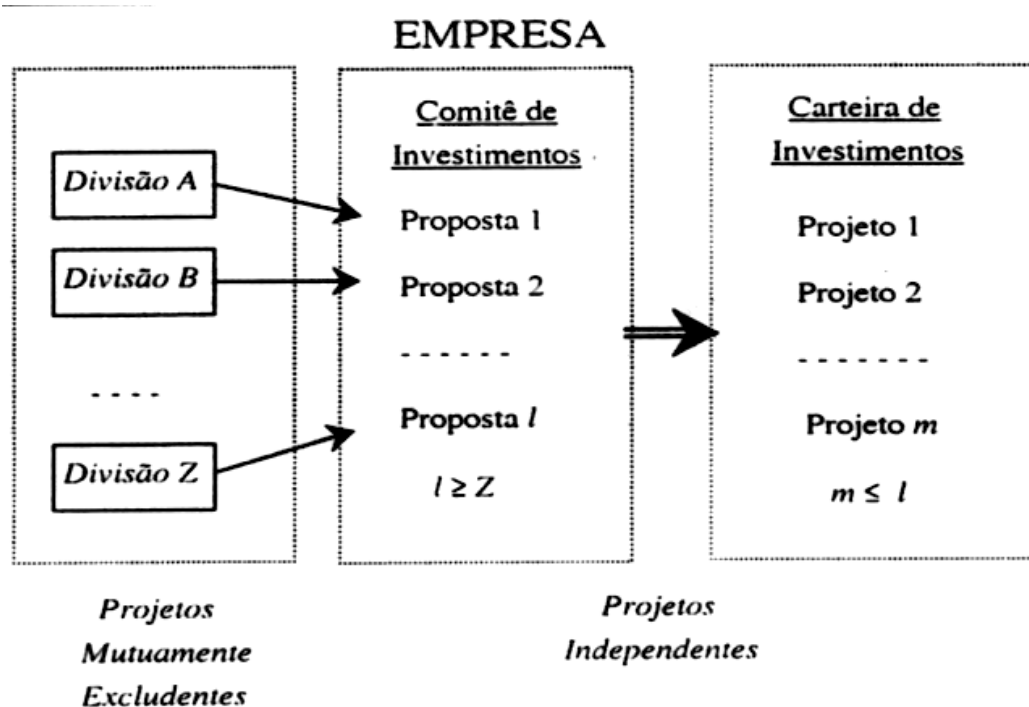 EMPRESA
Divisão A
Divisão B
- - - -
Divisão Z
Comitê de
Investimentos
Proposta 1
Proposta 2
- - - - - -
Proposta l
l ≥ Z
Carteira de
Investimentos
Projeto 1
Projeto 2
- - - - - - -
Projeto m
m ≤ l
Projetos
Mutuamente
Excludentes
Projetos
Independentes